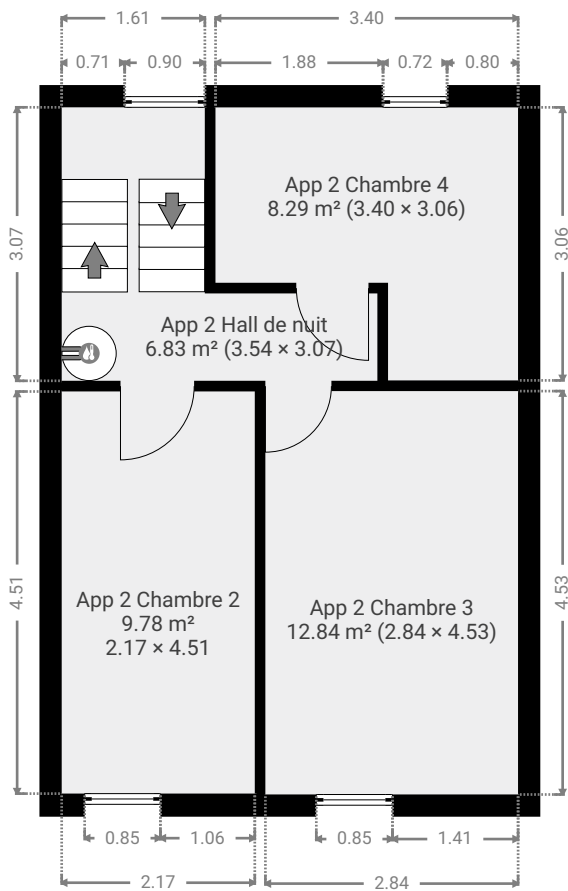 1.61
3.40
0.71
0.90
1.88
0.72
0.80
App 2 Chambre 4
8.29 m² (3.40 × 3.06)
3.07
3.06
App 2 Hall de nuit
6.83 m² (3.54 × 3.07)
4.51
4.53
App 2 Chambre 2
9.78 m²
2.17 × 4.51
App 2 Chambre 3
12.84 m² (2.84 × 4.53)
0.85
1.06
0.85
1.41
2.17
2.84